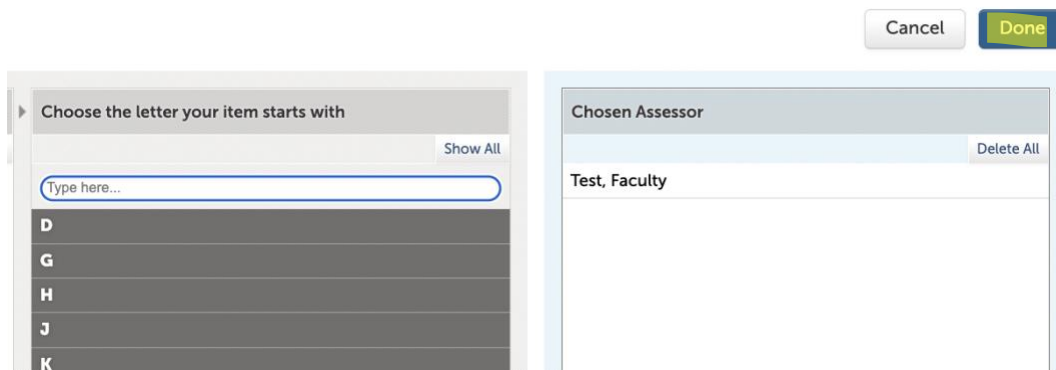 Cancel
Done
Choose the letter your item starts with
Show All
Type here...
D
G
H
J
K
Chosen Assessor
Delete All
Test, Faculty